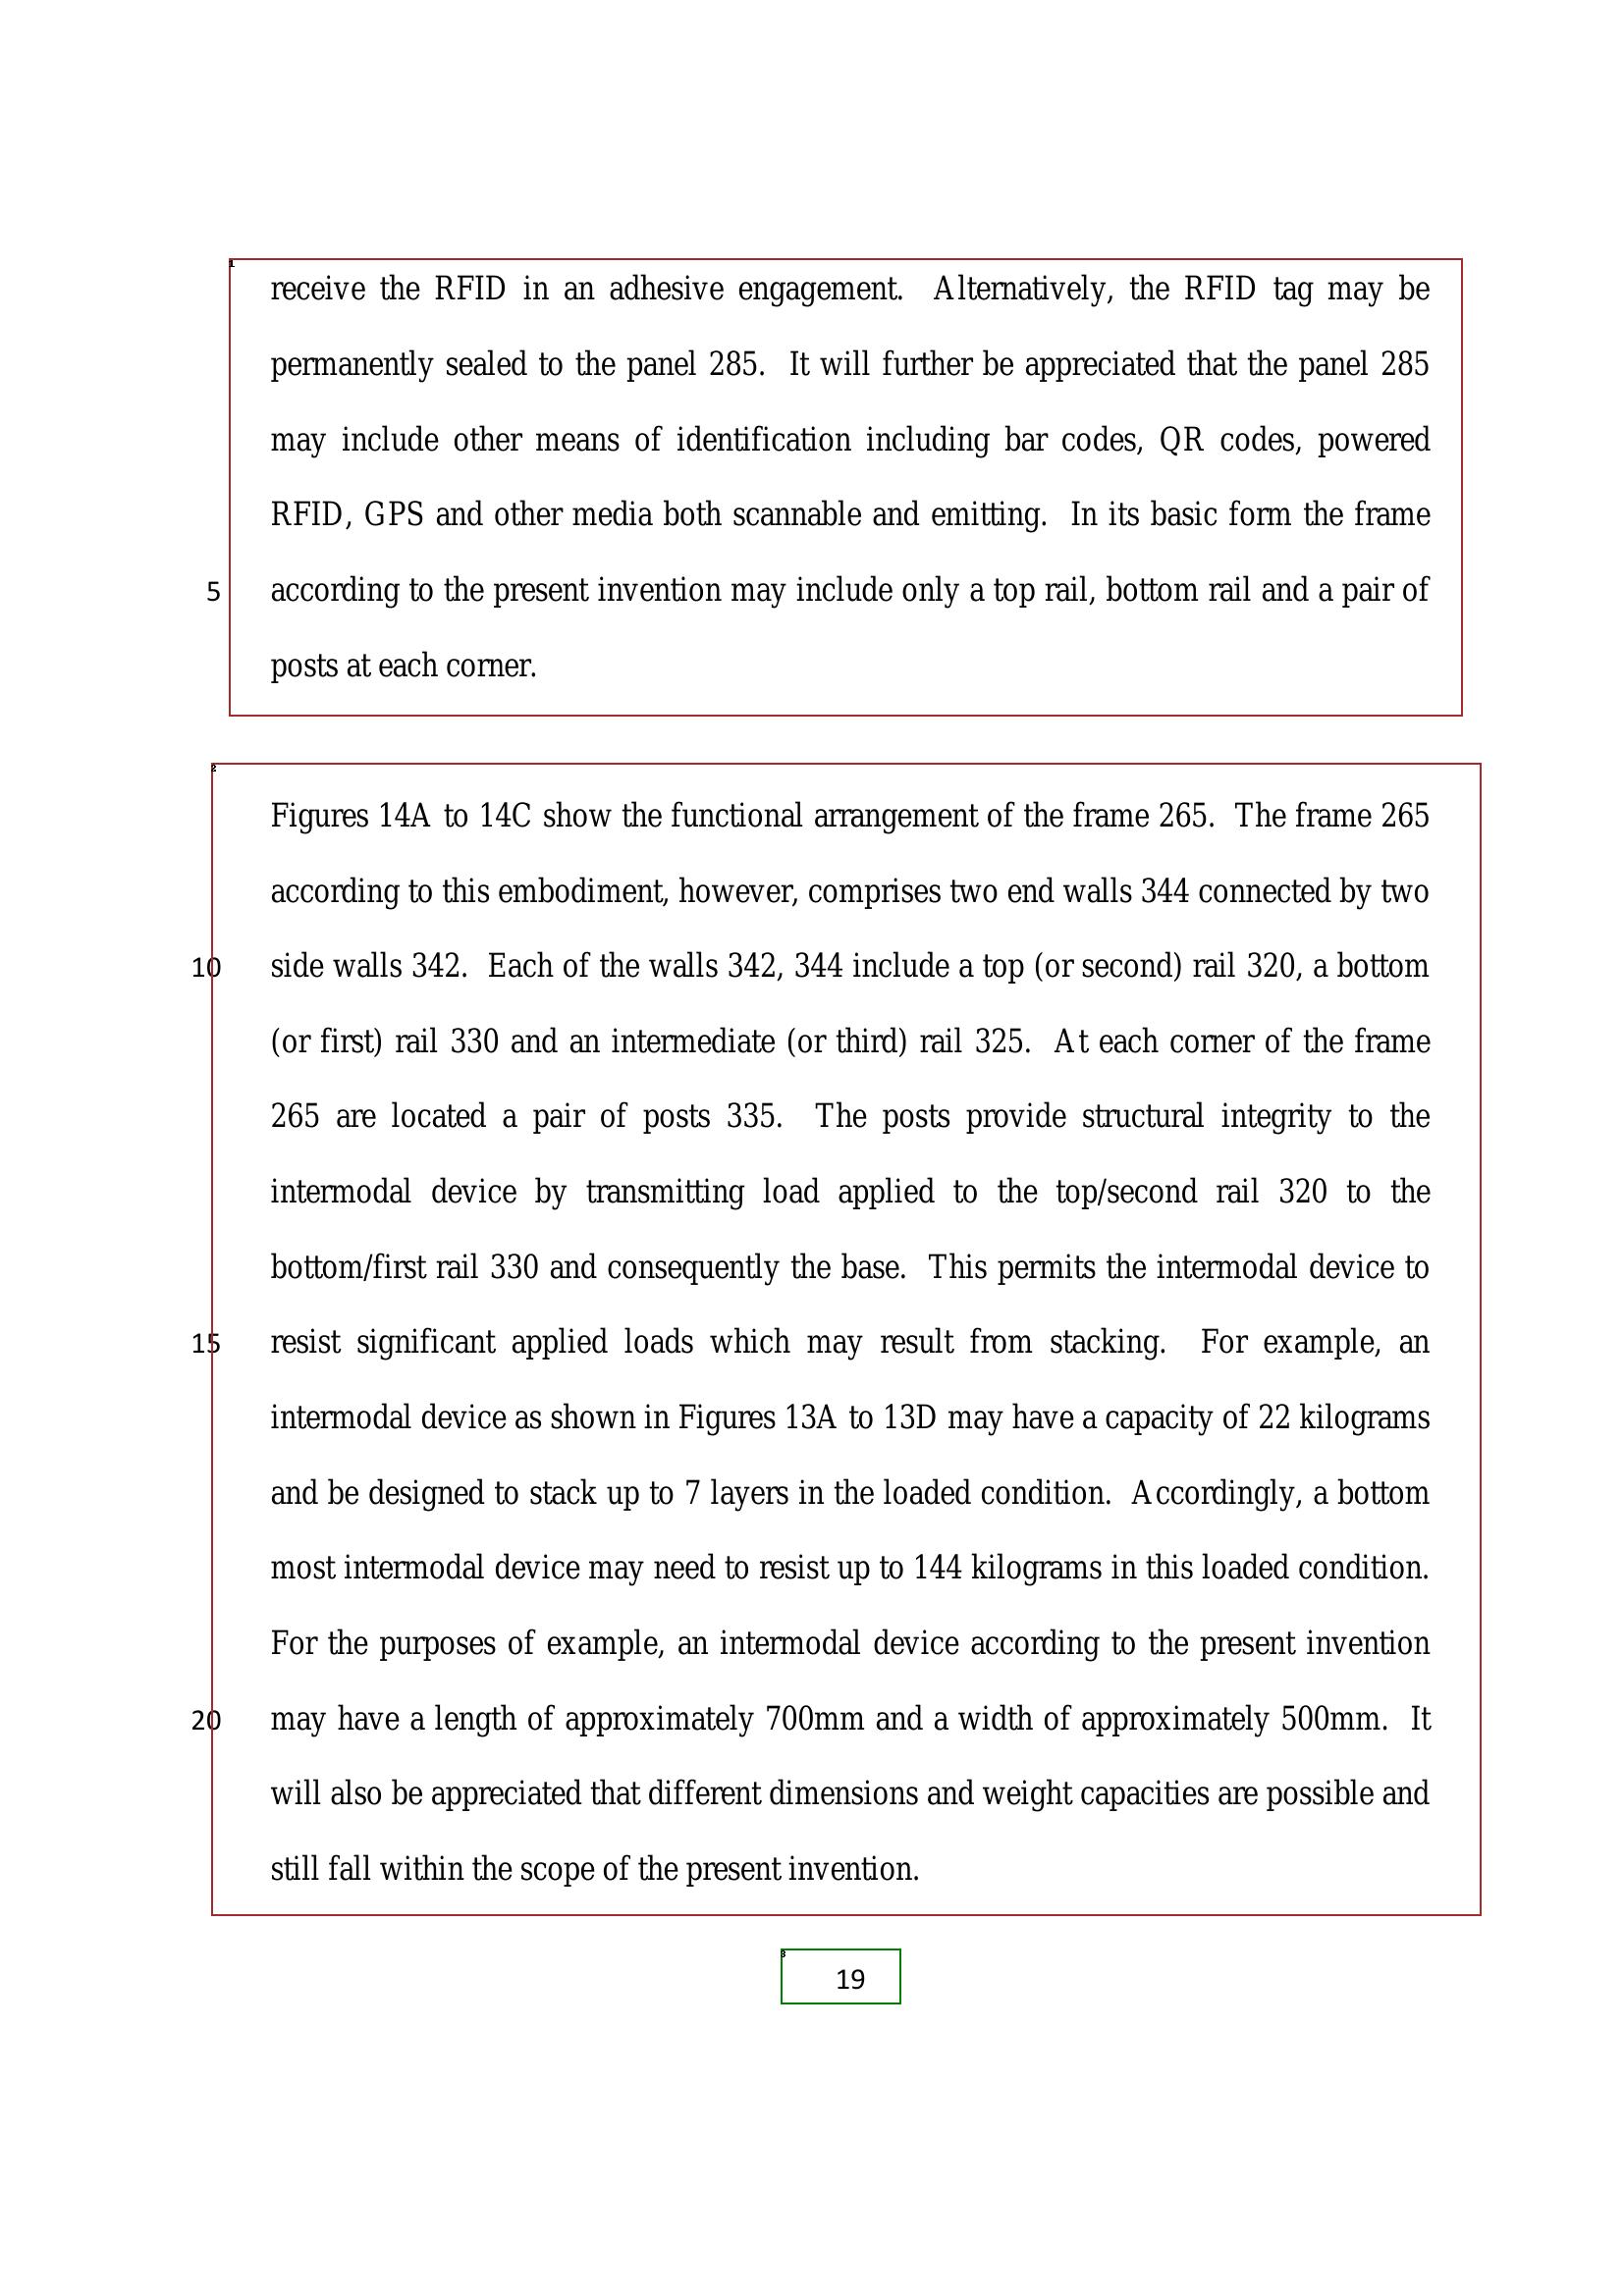 1
receive the RFID in an adhesive engagement. Alternatively, the RFID tag may be
permanently sealed to the panel 285. It will further be appreciated that the panel 285
may include other means of identification including bar codes, QR codes, powered
RFID, GPS and other media both scannable and emitting. In its basic form the frame
5 according to the present invention may include only a top rail, bottom rail and a pair of
posts at each corner.
2
Figures 14A to 14C show the functional arrangement of the frame 265. The frame 265
according to this embodiment, however, comprises two end walls 344 connected by two
10 side walls 342. Each of the walls 342, 344 include a top (or second) rail 320, a bottom
(or first) rail 330 and an intermediate (or third) rail 325. At each corner of the frame
265 are located a pair of posts 335. The posts provide structural integrity to the
intermodal device by transmitting load applied to the top/second rail 320 to the
bottom/first rail 330 and consequently the base. This permits the intermodal device to
15 resist significant applied loads which may result from stacking. For example, an
intermodal device as shown in Figures 13A to 13D may have a capacity of 22 kilograms
and be designed to stack up to 7 layers in the loaded condition. Accordingly, a bottom
most intermodal device may need to resist up to 144 kilograms in this loaded condition.
For the purposes of example, an intermodal device according to the present invention
20 may have a length of approximately 700mm and a width of approximately 500mm. It
will also be appreciated that different dimensions and weight capacities are possible and
still fall within the scope of the present invention.
3
19